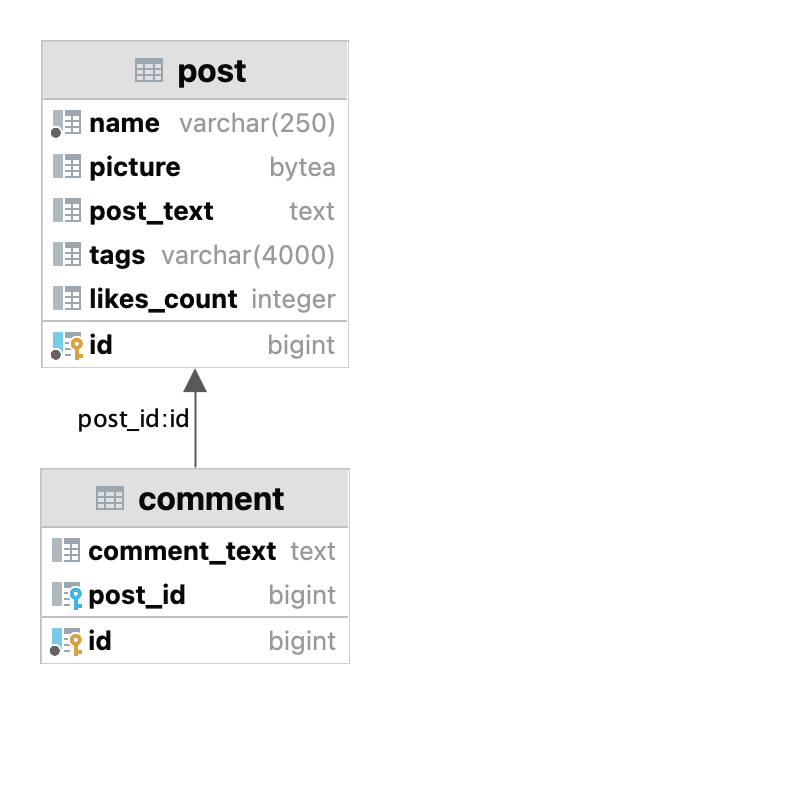 post
name varchar(250)
picture bytea
post_text text
tags varchar(4000)
likes_count integer
id bigint
post_id:id
comment
comment_text text
post_id bigint
id bigint